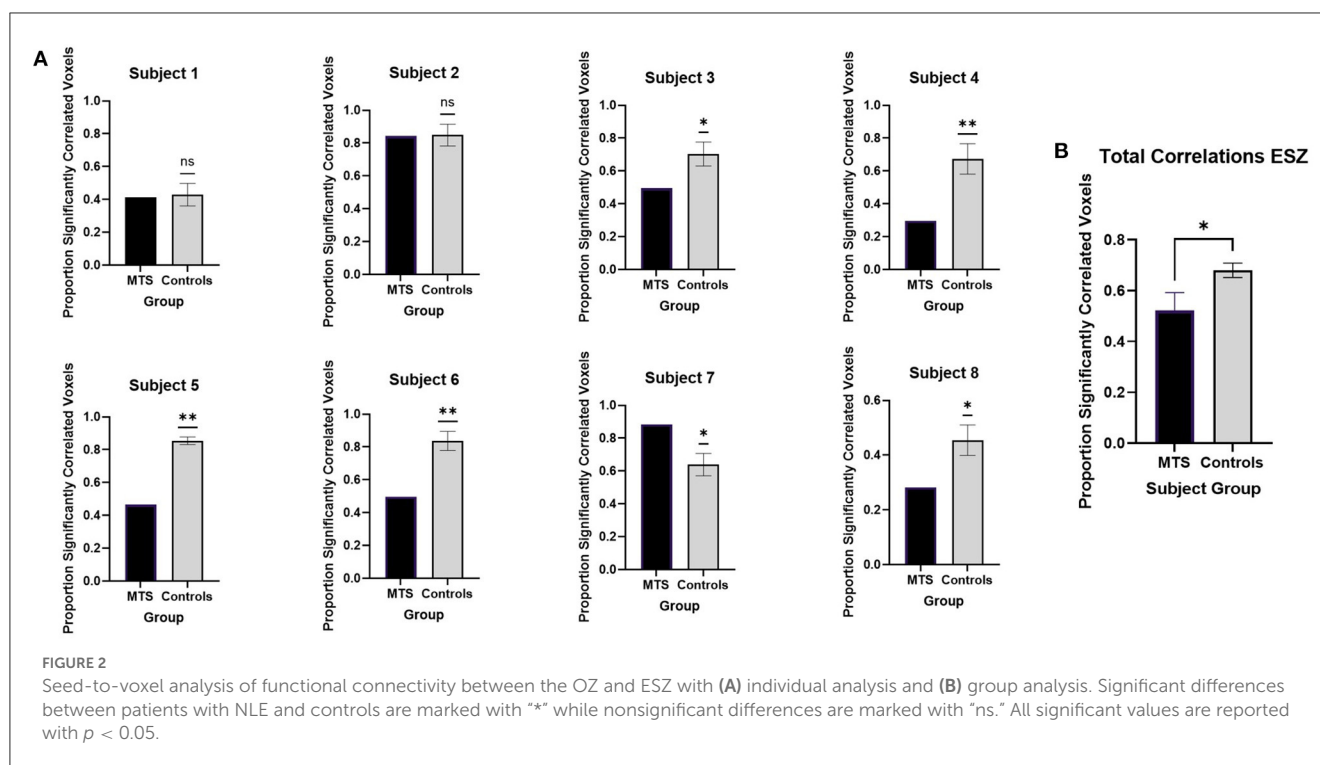 A
Subject 1
Proportion Significantly Correlated Voxels
1.0
0.8
0.6
0.4
0.2
0.0
ns
MTS Controls
Group
Subject 2
Proportion Significantly Correlated Voxels
1.0
0.8
0.6
0.4
0.2
0.0
ns
MTS Controls
Group
Subject 3
Proportion Significantly Correlated Voxels
1.0
0.8
0.6
0.4
0.2
0.0
*
MTS Controls
Group
Subject 4
Proportion Significantly Correlated Voxels
1.0
0.8
0.6
0.4
0.2
0.0
**
MTS Controls
Group
Subject 5
Proportion Significantly Correlated Voxels
1.0
0.8
0.6
0.4
0.2
0.0
**
MTS Controls
Group
Subject 6
Proportion Significantly Correlated Voxels
1.0
0.8
0.6
0.4
0.2
0.0
**
MTS Controls
Group
Subject 7
Proportion Significantly Correlated Voxels
1.0
0.8
0.6
0.4
0.2
0.0
*
MTS Controls
Group
Subject 8
Proportion Significantly Correlated Voxels
0.6
0.4
0.2
0.0
*
MTS Controls
Group
B
Total Correlations ESZ
Proportion Significantly Correlated Voxels
0.8
0.6
0.4
0.2
0.0
*
MTS Controls
Subject Group
FIGURE 2
Seed-to-voxel analysis of functional connectivity between the OZ and ESZ with (A) individual analysis and (B) group analysis. Significant differences
between patients with NLE and controls are marked with "*" while nonsignificant differences are marked with "ns." All significant values are reported
with p < 0.05.